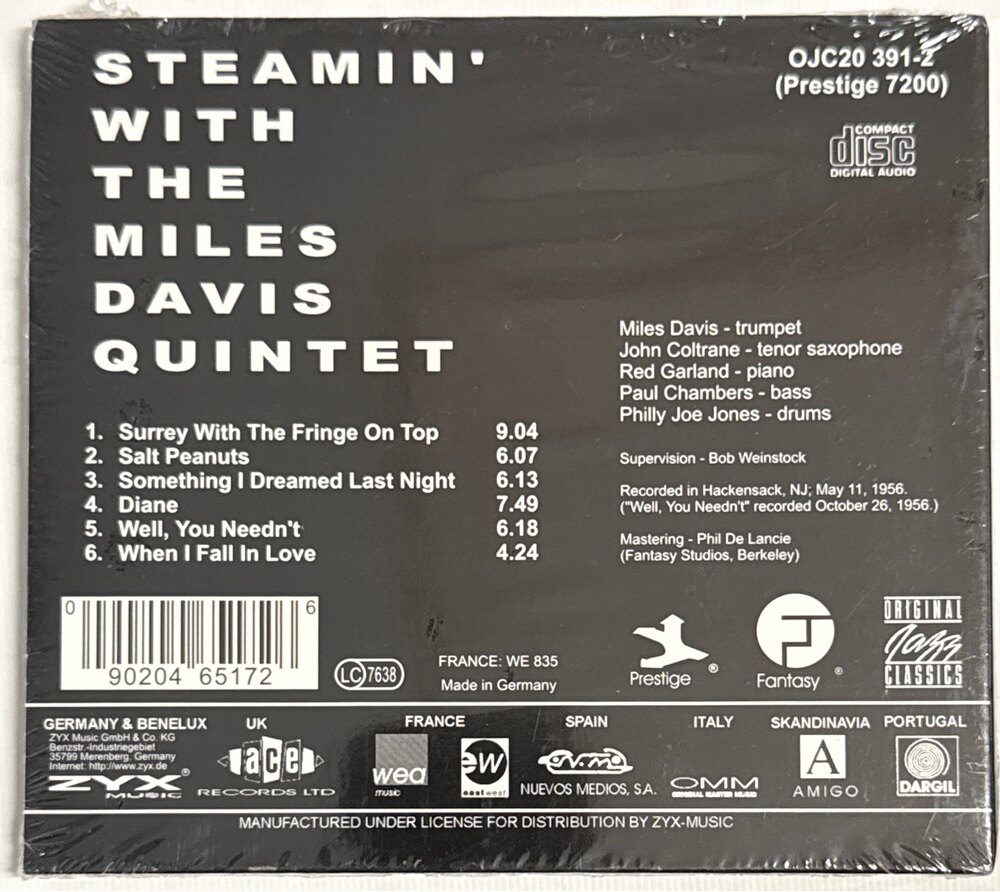 STEAMIN'
WITH
THE
MILES
DAVIS
QUINTET
OJC20 391-2
(Prestige 7200)
COMPACT
disc
DIGITAL AUDIO
Miles Davis - trumpet
John Coltrane - tenor saxophone
Red Garland - piano
Paul Chambers - bass
Philly Joe Jones - drums
1. Surrey With The Fringe On Top 9.04
2. Salt Peanuts 6.07
3. Something I Dreamed Last Night 6.13
4. Diane 7.49
5. Well, You Needn't 6.18
6. When I Fall In Love 4.24
Supervision - Bob Weinstock
Recorded in Hackensack, NJ; May 11, 1956.
("Well, You Needn't" recorded October 26, 1956.)
Mastering - Phil De Lancie
(Fantasy Studios, Berkeley)
0 90204 65172 6
LC 7638
FRANCE: WE 835
Made in Germany
Prestige ®
Fantasy ®
ORIGINAL
Jazz
CLASSICS
GERMANY & BENELUX
ZYX Music GmbH & Co. KG
Benzstr.-Industriegebiet
35799 Merenberg, Germany
Internet: http://www.zyx.de
ZYX ®
MUSIC
UK
ace
RECORDS LTD
FRANCE
wea
music
ew
east west
SPAIN
NUEVOS MEDIOS, S.A.
ITALY
OMM
SKANDINAVIA
A
AMIGO
PORTUGAL
DARGIL
MANUFACTURED UNDER LICENSE FOR DISTRIBUTION BY ZYX-MUSIC